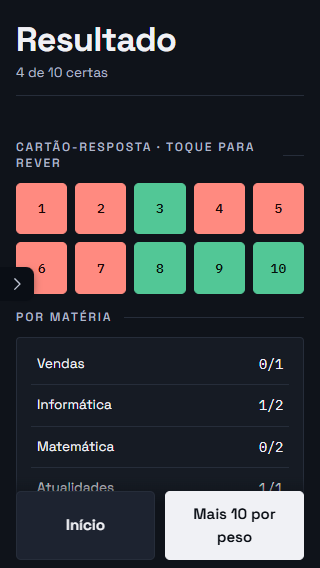 Resultado
4 de 10 certas
CARTÃO-RESPOSTA · TOQUE PARA
REVER
1 2 3 4 5
6 7 8 9 10
POR MATÉRIA
Vendas 0/1
Informática 1/2
Matemática 0/2
Atualidades 1/1
Início
Mais 10 por
peso